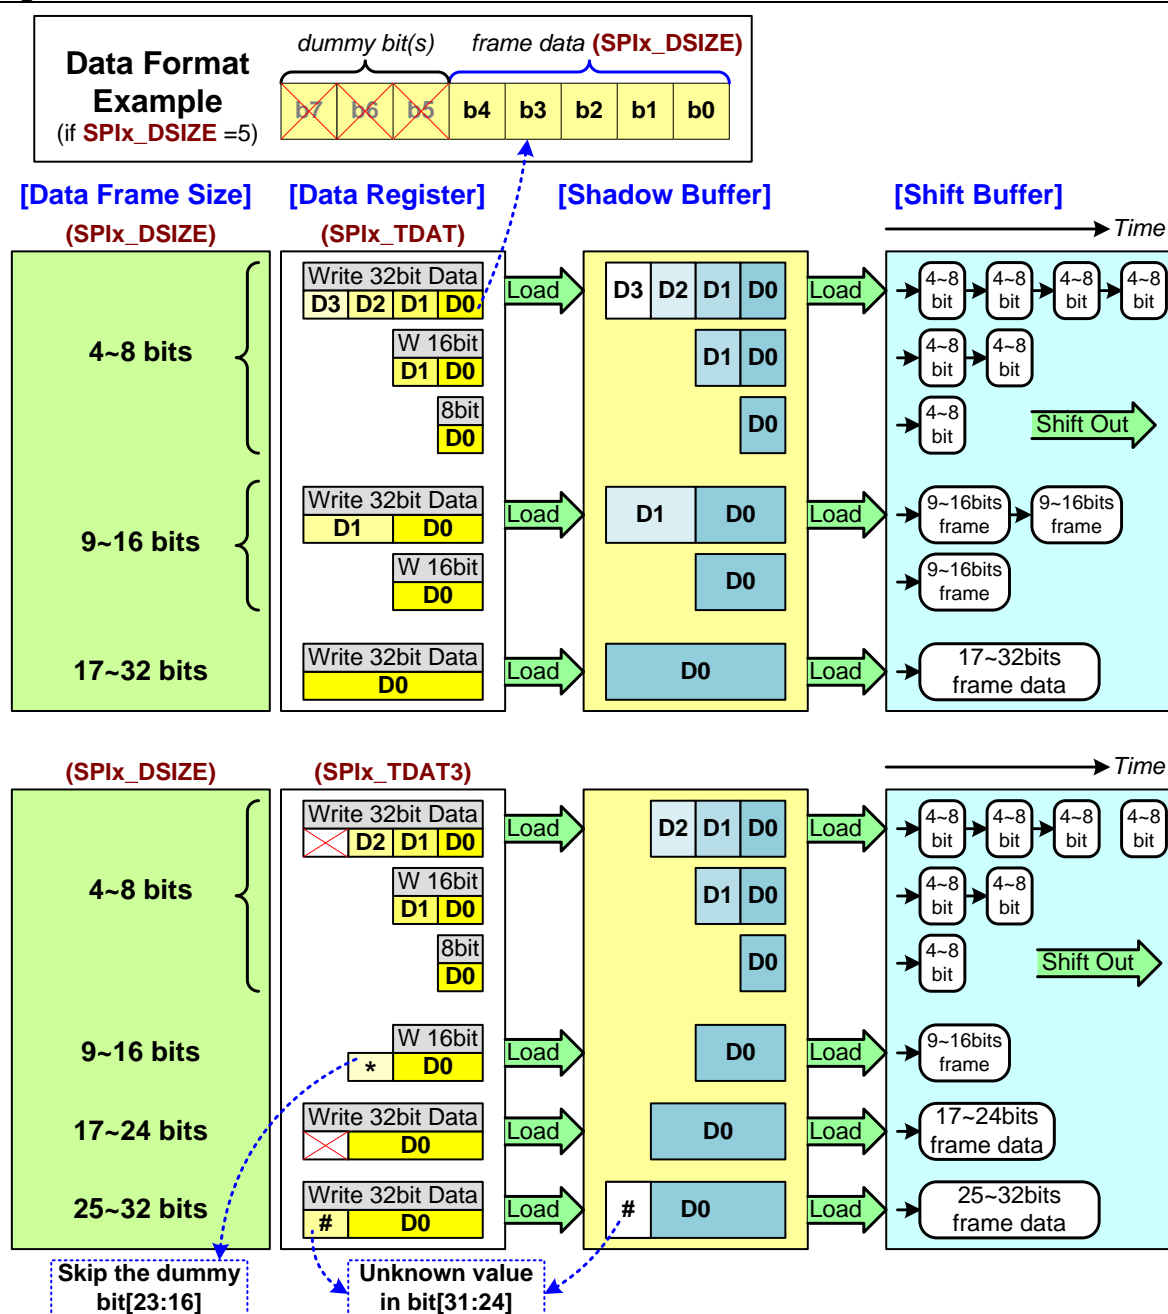 dummy bit(s) frame data (SPIx_DSIZE)
Data Format
Example
(if SPIx_DSIZE =5)
b7 b6 b5 b4 b3 b2 b1 b0
[Data Frame Size] [Data Register] [Shadow Buffer] [Shift Buffer]
(SPIx_DSIZE) (SPIx_TDAT) Time
4~8 bits
Write 32bit Data
D3 D2 D1 D0
Load
D3 D2 D1 D0
Load
4~8 bit
4~8 bit
4~8 bit
4~8 bit
W 16bit
D1 D0
D1 D0
4~8 bit
4~8 bit
8bit
D0
D0
4~8 bit
Shift Out
9~16 bits
Write 32bit Data
D1 D0
Load
D1 D0
Load
9~16bits frame
9~16bits frame
W 16bit
D0
D0
9~16bits frame
17~32 bits
Write 32bit Data
D0
Load
D0
Load
17~32bits
frame data
(SPIx_DSIZE) (SPIx_TDAT3) Time
4~8 bits
Write 32bit Data
D2 D1 D0
Load
D2 D1 D0
Load
4~8 bit
4~8 bit
4~8 bit
4~8 bit
W 16bit
D1 D0
D1 D0
4~8 bit
4~8 bit
8bit
D0
D0
4~8 bit
Shift Out
9~16 bits
W 16bit
* D0
Load
D0
Load
9~16bits frame
17~24 bits
Write 32bit Data
D0
Load
D0
Load
17~24bits
frame data
25~32 bits
Write 32bit Data
# D0
Load
# D0
Load
25~32bits
frame data
Skip the dummy
bit[23:16]
Unknown value
in bit[31:24]